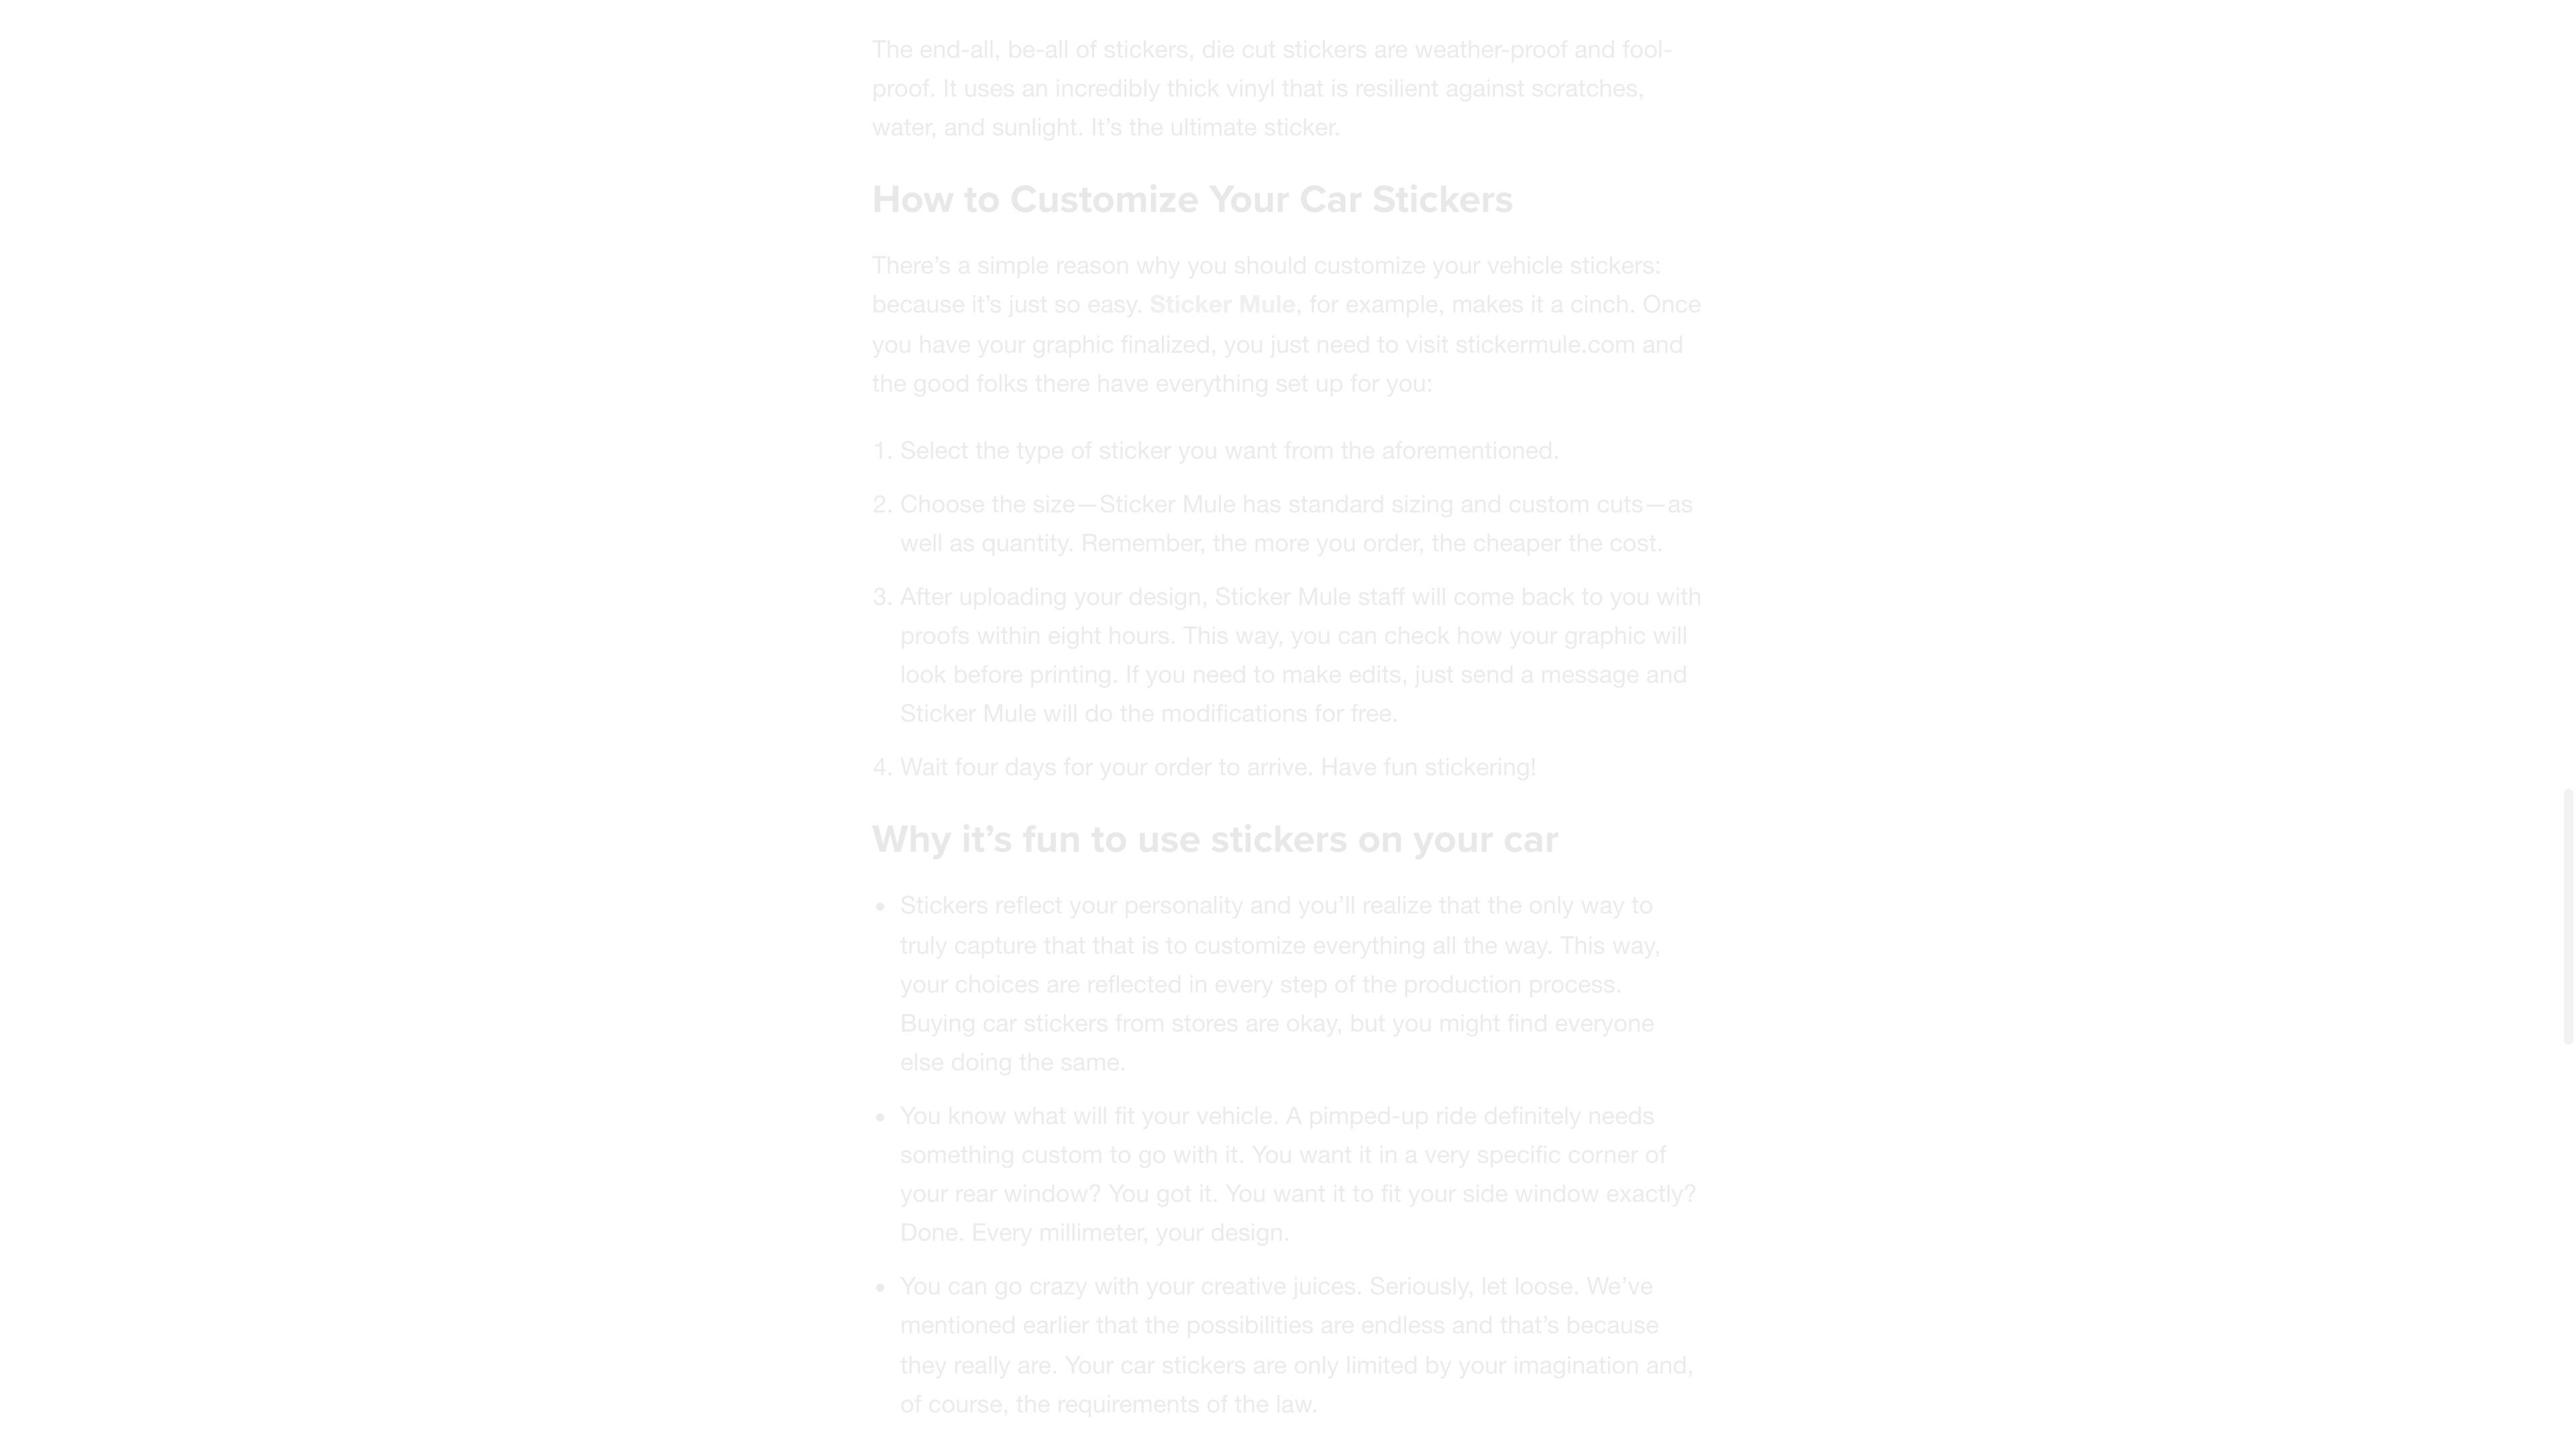 The end-all, be-all of stickers, die cut stickers are weather-proof and fool-
proof. It uses an incredibly thick vinyl that is resilient against scratches,
water, and sunlight. It’s the ultimate sticker.
How to Customize Your Car Stickers
There’s a simple reason why you should customize your vehicle stickers:
because it’s just so easy. Sticker Mule, for example, makes it a cinch. Once
you have your graphic finalized, you just need to visit stickermule.com and
the good folks there have everything set up for you:
1. Select the type of sticker you want from the aforementioned.
2. Choose the size—Sticker Mule has standard sizing and custom cuts—as
well as quantity. Remember, the more you order, the cheaper the cost.
3. After uploading your design, Sticker Mule staff will come back to you with
proofs within eight hours. This way, you can check how your graphic will
look before printing. If you need to make edits, just send a message and
Sticker Mule will do the modifications for free.
4. Wait four days for your order to arrive. Have fun stickering!
Why it’s fun to use stickers on your car
• Stickers reflect your personality and you’ll realize that the only way to
truly capture that that is to customize everything all the way. This way,
your choices are reflected in every step of the production process.
Buying car stickers from stores are okay, but you might find everyone
else doing the same.
• You know what will fit your vehicle. A pimped-up ride definitely needs
something custom to go with it. You want it in a very specific corner of
your rear window? You got it. You want it to fit your side window exactly?
Done. Every millimeter, your design.
• You can go crazy with your creative juices. Seriously, let loose. We’ve
mentioned earlier that the possibilities are endless and that’s because
they really are. Your car stickers are only limited by your imagination and,
of course, the requirements of the law.